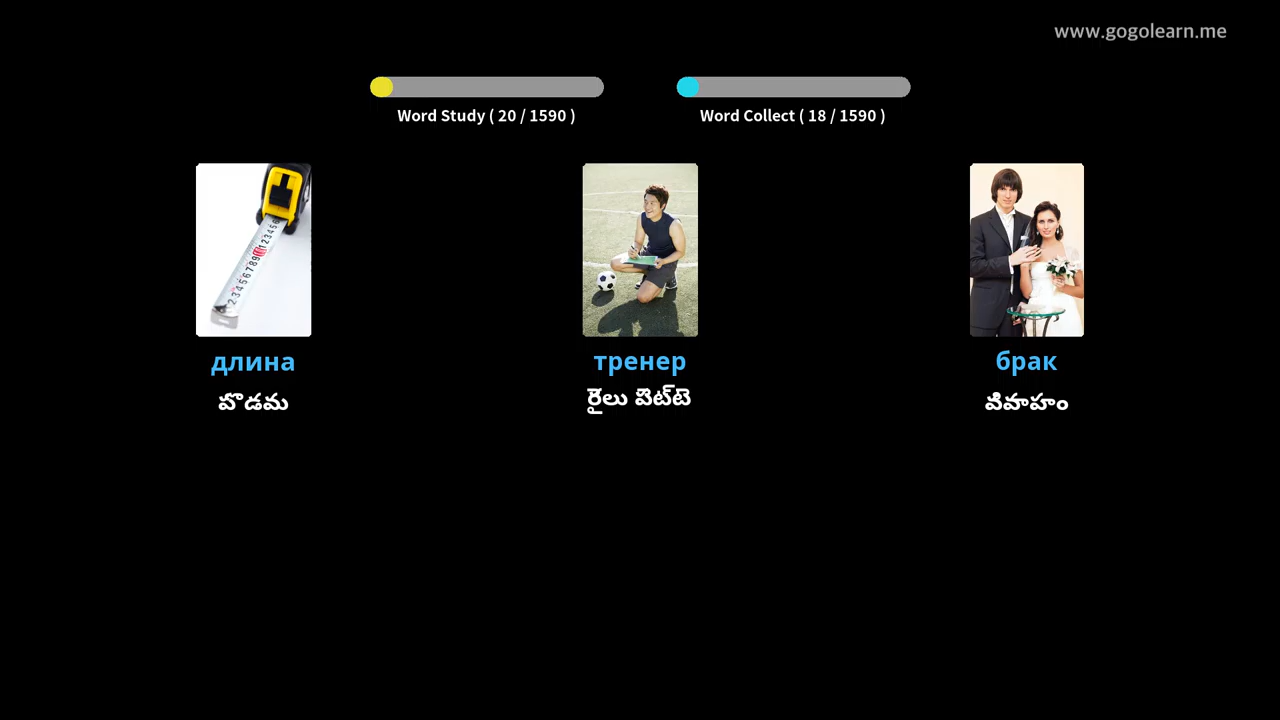 www.gogolearn.me
Word Study ( 20 / 1590 )
Word Collect ( 18 / 1590 )
длина
тренер
брак
పొడవు
రైలు పెట్టె
వివాహం